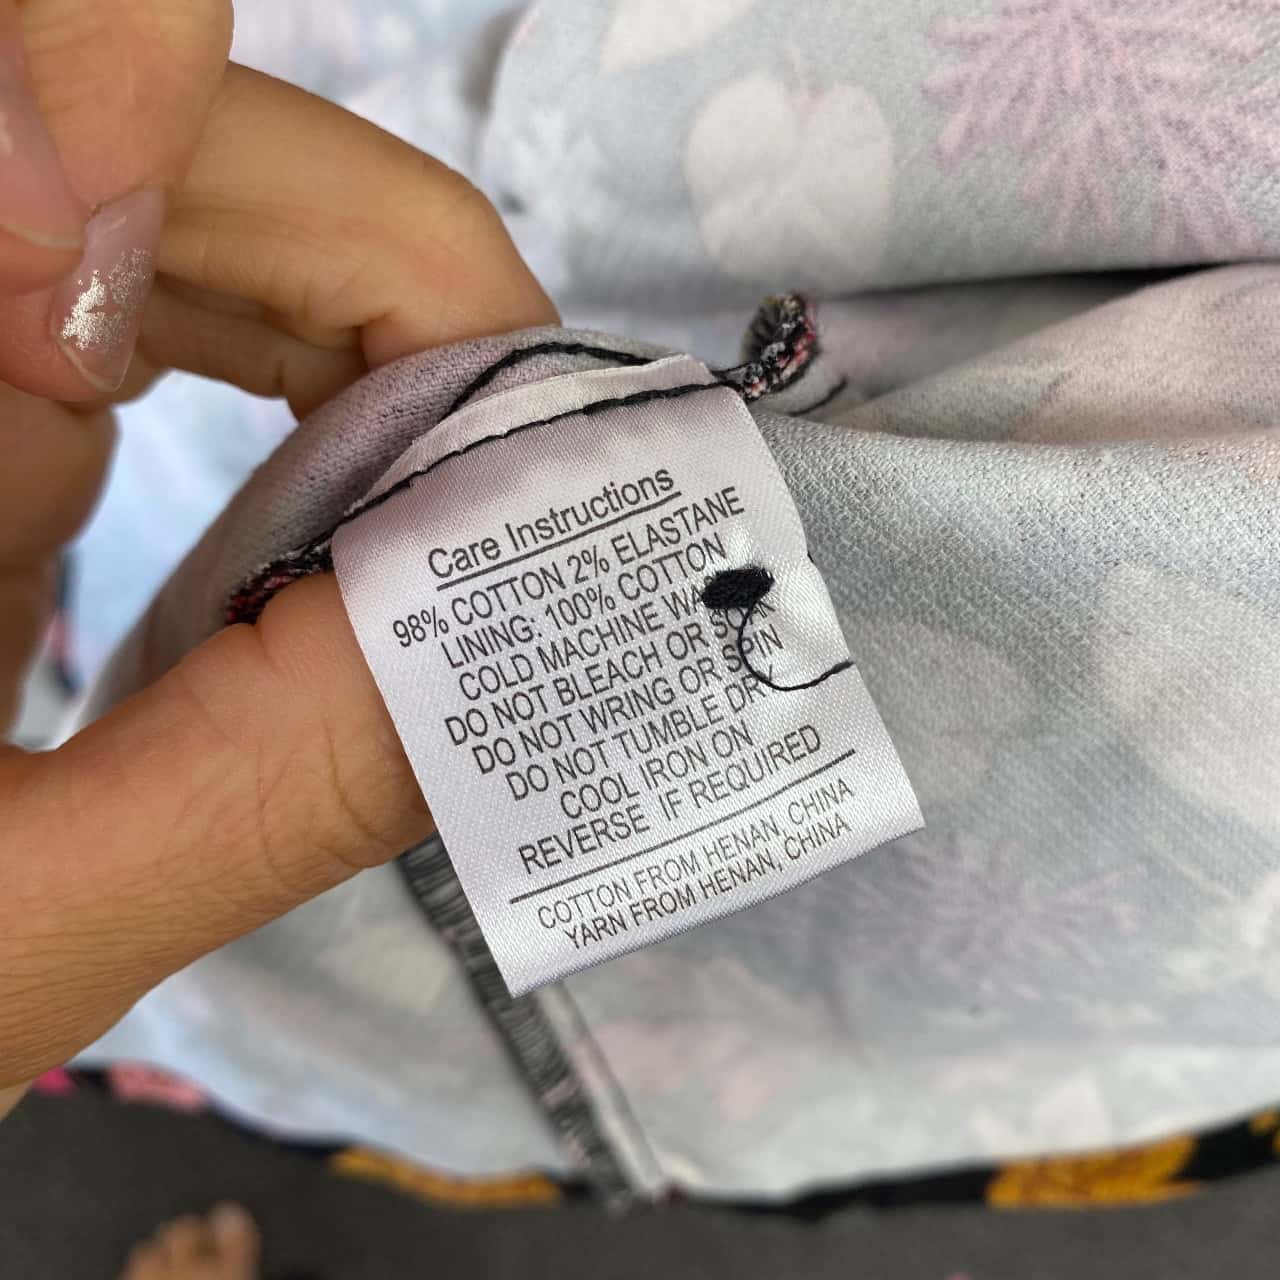 Care Instructions
98% COTTON 2% ELASTANE
LINING: 100% COTTON
COLD MACHINE WA
DO NOT BLEACH OR SOAK
DO NOT WRING OR SPIN
DO NOT TUMBLE DRY
COOL IRON ON
REVERSE IF REQUIRED
COTTON FROM HENAN, CHINA
YARN FROM HENAN, CHINA